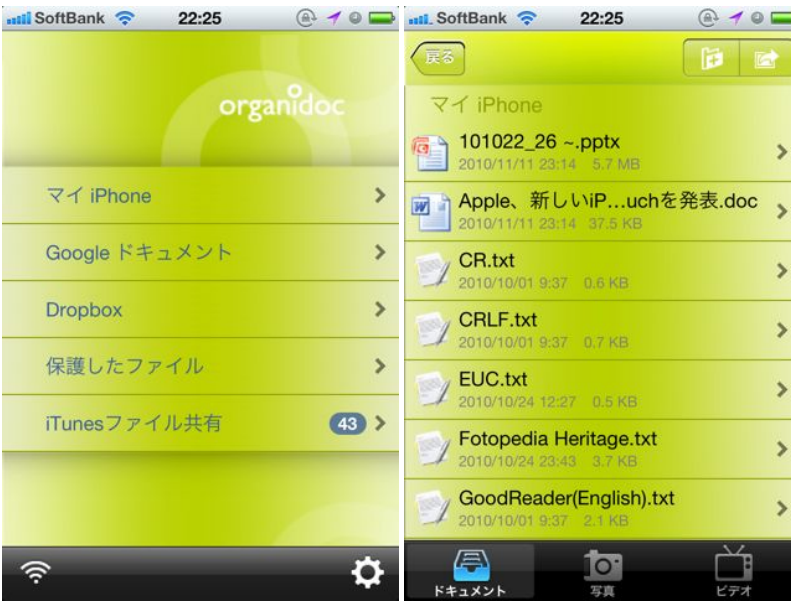 SoftBank 22:25
organidoc
マイ iPhone
Google ドキュメント
Dropbox
保護したファイル
iTunesファイル共有 43
SoftBank 22:25
戻る
マイ iPhone
101022_26 ~.pptx
2010/11/11 23:14 5.7 MB
Apple、新しいiP...uchを発表.doc
2010/11/11 23:14 37.5 KB
CR.txt
2010/10/01 9:37 0.6 KB
CRLF.txt
2010/10/01 9:37 0.7 KB
EUC.txt
2010/10/24 12:27 0.5 KB
Fotopedia Heritage.txt
2010/10/24 23:43 3.7 KB
GoodReader(English).txt
2010/10/01 9:37 2.1 KB
ドキュメント 写真 ビデオ